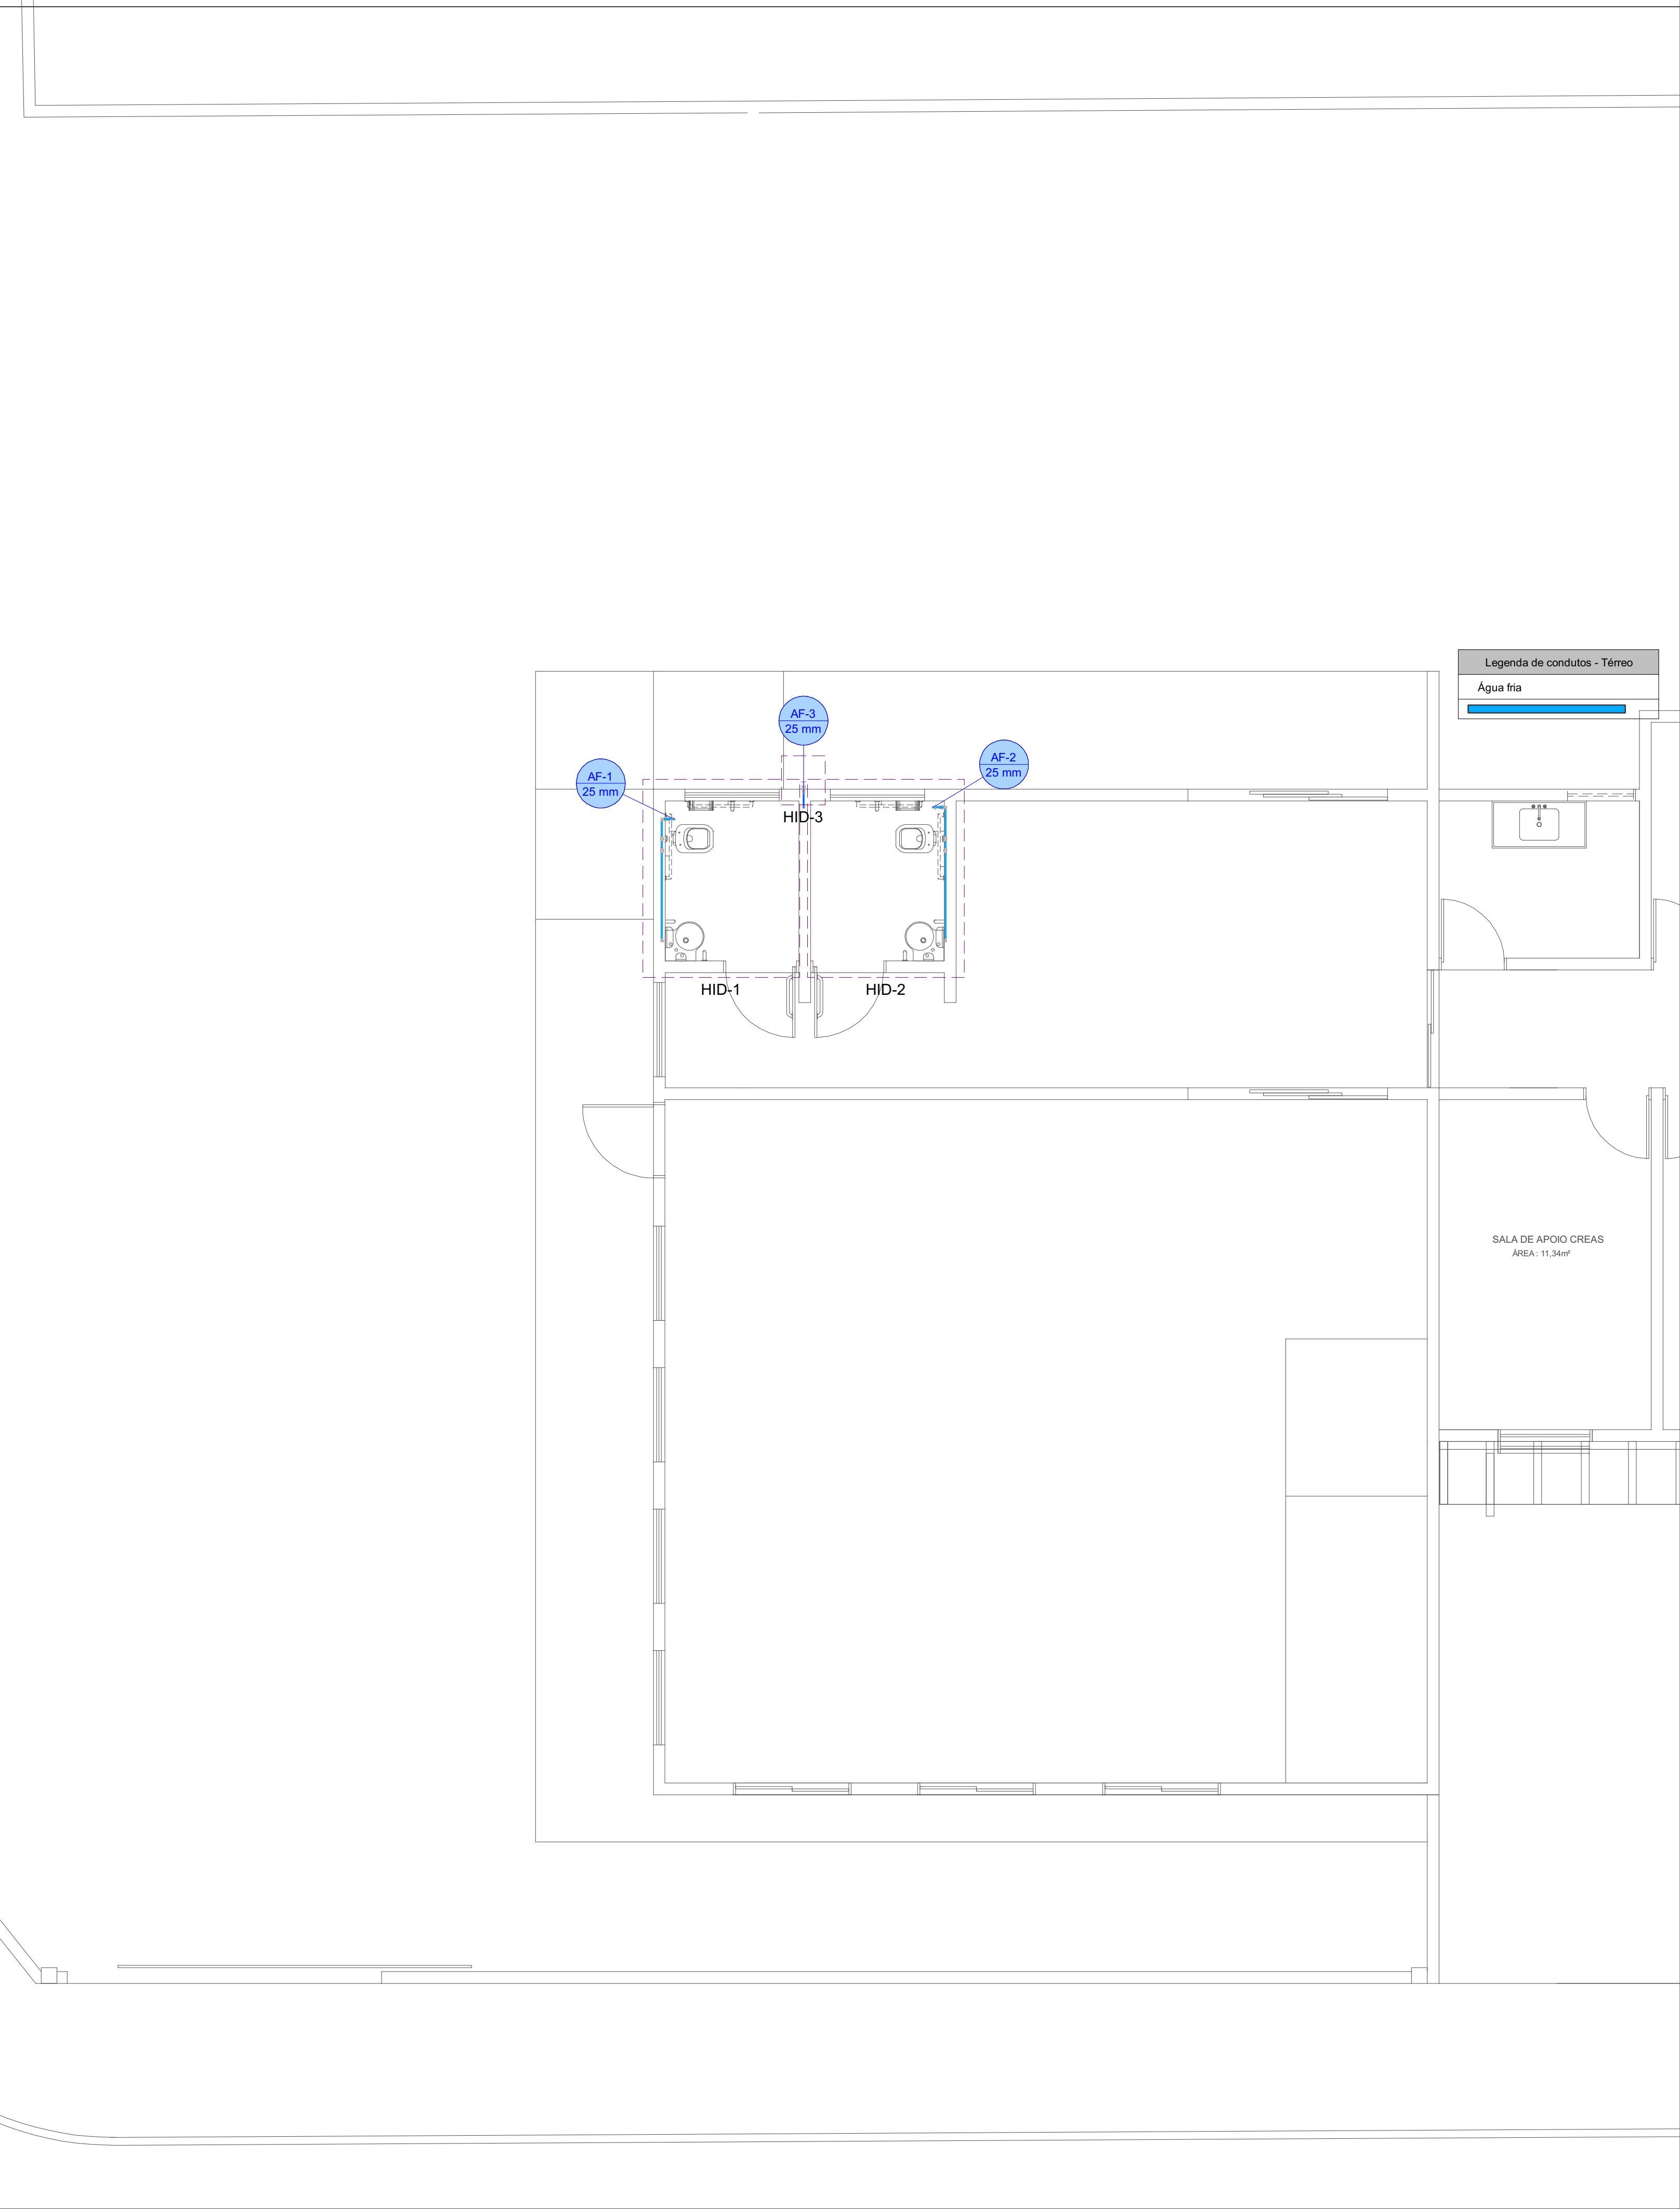 Legenda de condutos - Térreo
Água fria
AF-3
25 mm
AF-2
25 mm
AF-1
25 mm
HID-3
HID-1
HID-2
SALA DE APOIO CREAS
ÁREA : 11,34m²